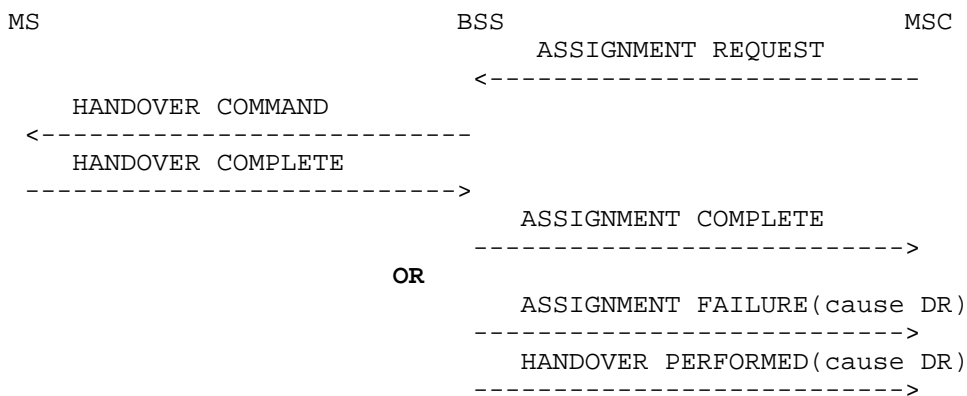 MS BSS MSC
ASSIGNMENT REQUEST
<---------------------------
HANDOVER COMMAND
<---------------------------
HANDOVER COMPLETE
--------------------------->
ASSIGNMENT COMPLETE
--------------------------->
OR
ASSIGNMENT FAILURE(cause DR)
--------------------------->
HANDOVER PERFORMED(cause DR)
--------------------------->